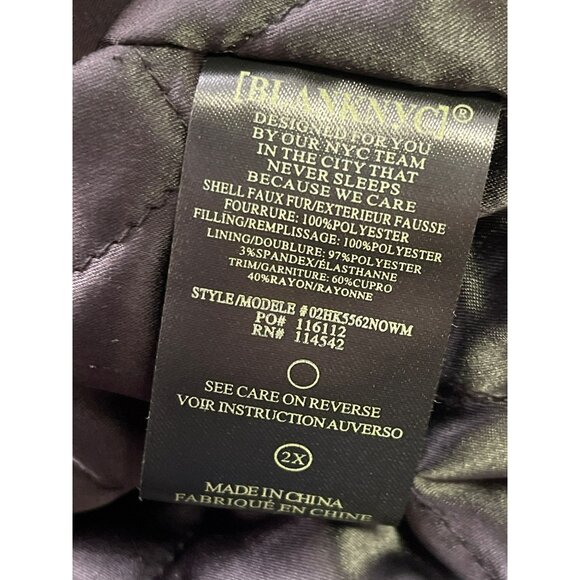 [BLANKNYC]®
DESIGNED FOR YOU
BY OUR NYC TEAM
IN THE CITY THAT
NEVER SLEEPS
BECAUSE WE CARE
SHELL FAUX FUR/EXTERIEUR FAUSSE
FOURRURE: 100%POLYESTER
FILLING/REMPLISSAGE: 100%POLYESTER
LINING/DOUBLURE: 97%POLYESTER
3%SPANDEX/ÉLASTHANNE
TRIM/GARNITURE: 60%CUPRO
40%RAYON/RAYONNE
STYLE/MODELE #02HK5562NOWM
PO# 116112
RN# 114542
SEE CARE ON REVERSE
VOIR INSTRUCTION AUVERSO
2X
MADE IN CHINA
FABRIQUÉ EN CHINE